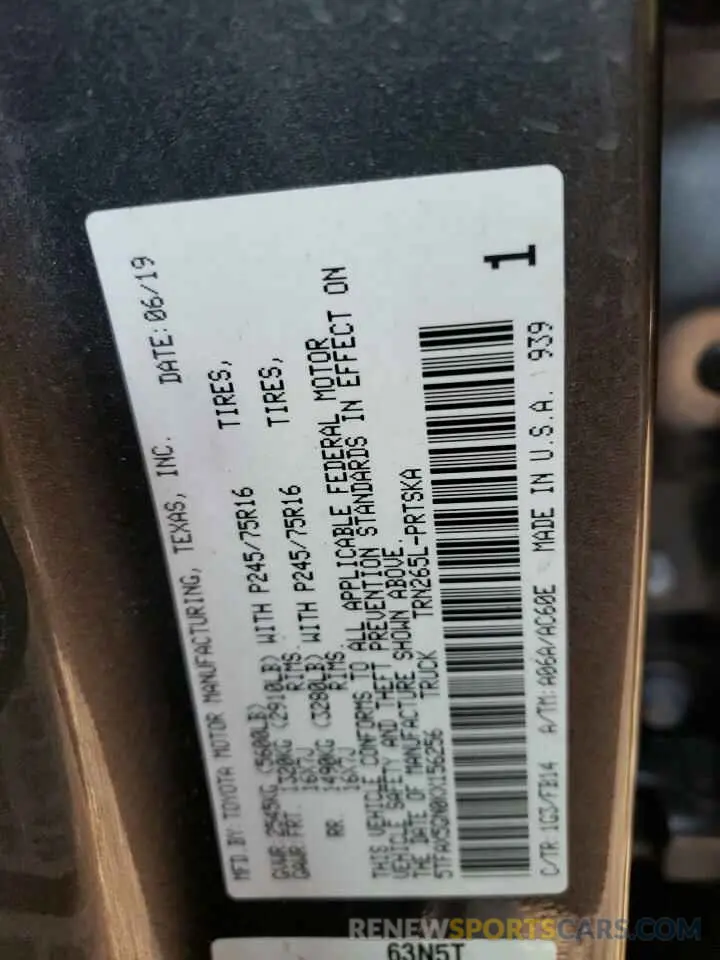 MFD.BY: TOYOTA MOTOR MANUFACTURING, TEXAS, INC. DATE: 06/19
GVWR 2545KG (5600LB)
GAWR FRT. 1320KG (2910LB) WITH P245/75R16 TIRES,
16X7J RIMS,
RR. 1490KG (3280LB) WITH P245/75R16 TIRES,
16X7J RIMS,
THIS VEHICLE CONFORMS TO ALL APPLICABLE FEDERAL MOTOR
VEHICLE SAFETY AND THEFT PREVENTION STANDARDS IN EFFECT ON
THE DATE OF MANUFACTURE SHOWN ABOVE.
TRUCK TRN265L-PRTSKA
1
C/TR: 1G3/FB14 A/TM: A06A/AC60E MADE IN U.S.A. 939
63N5T
RENEWSPORTSCARS.COM